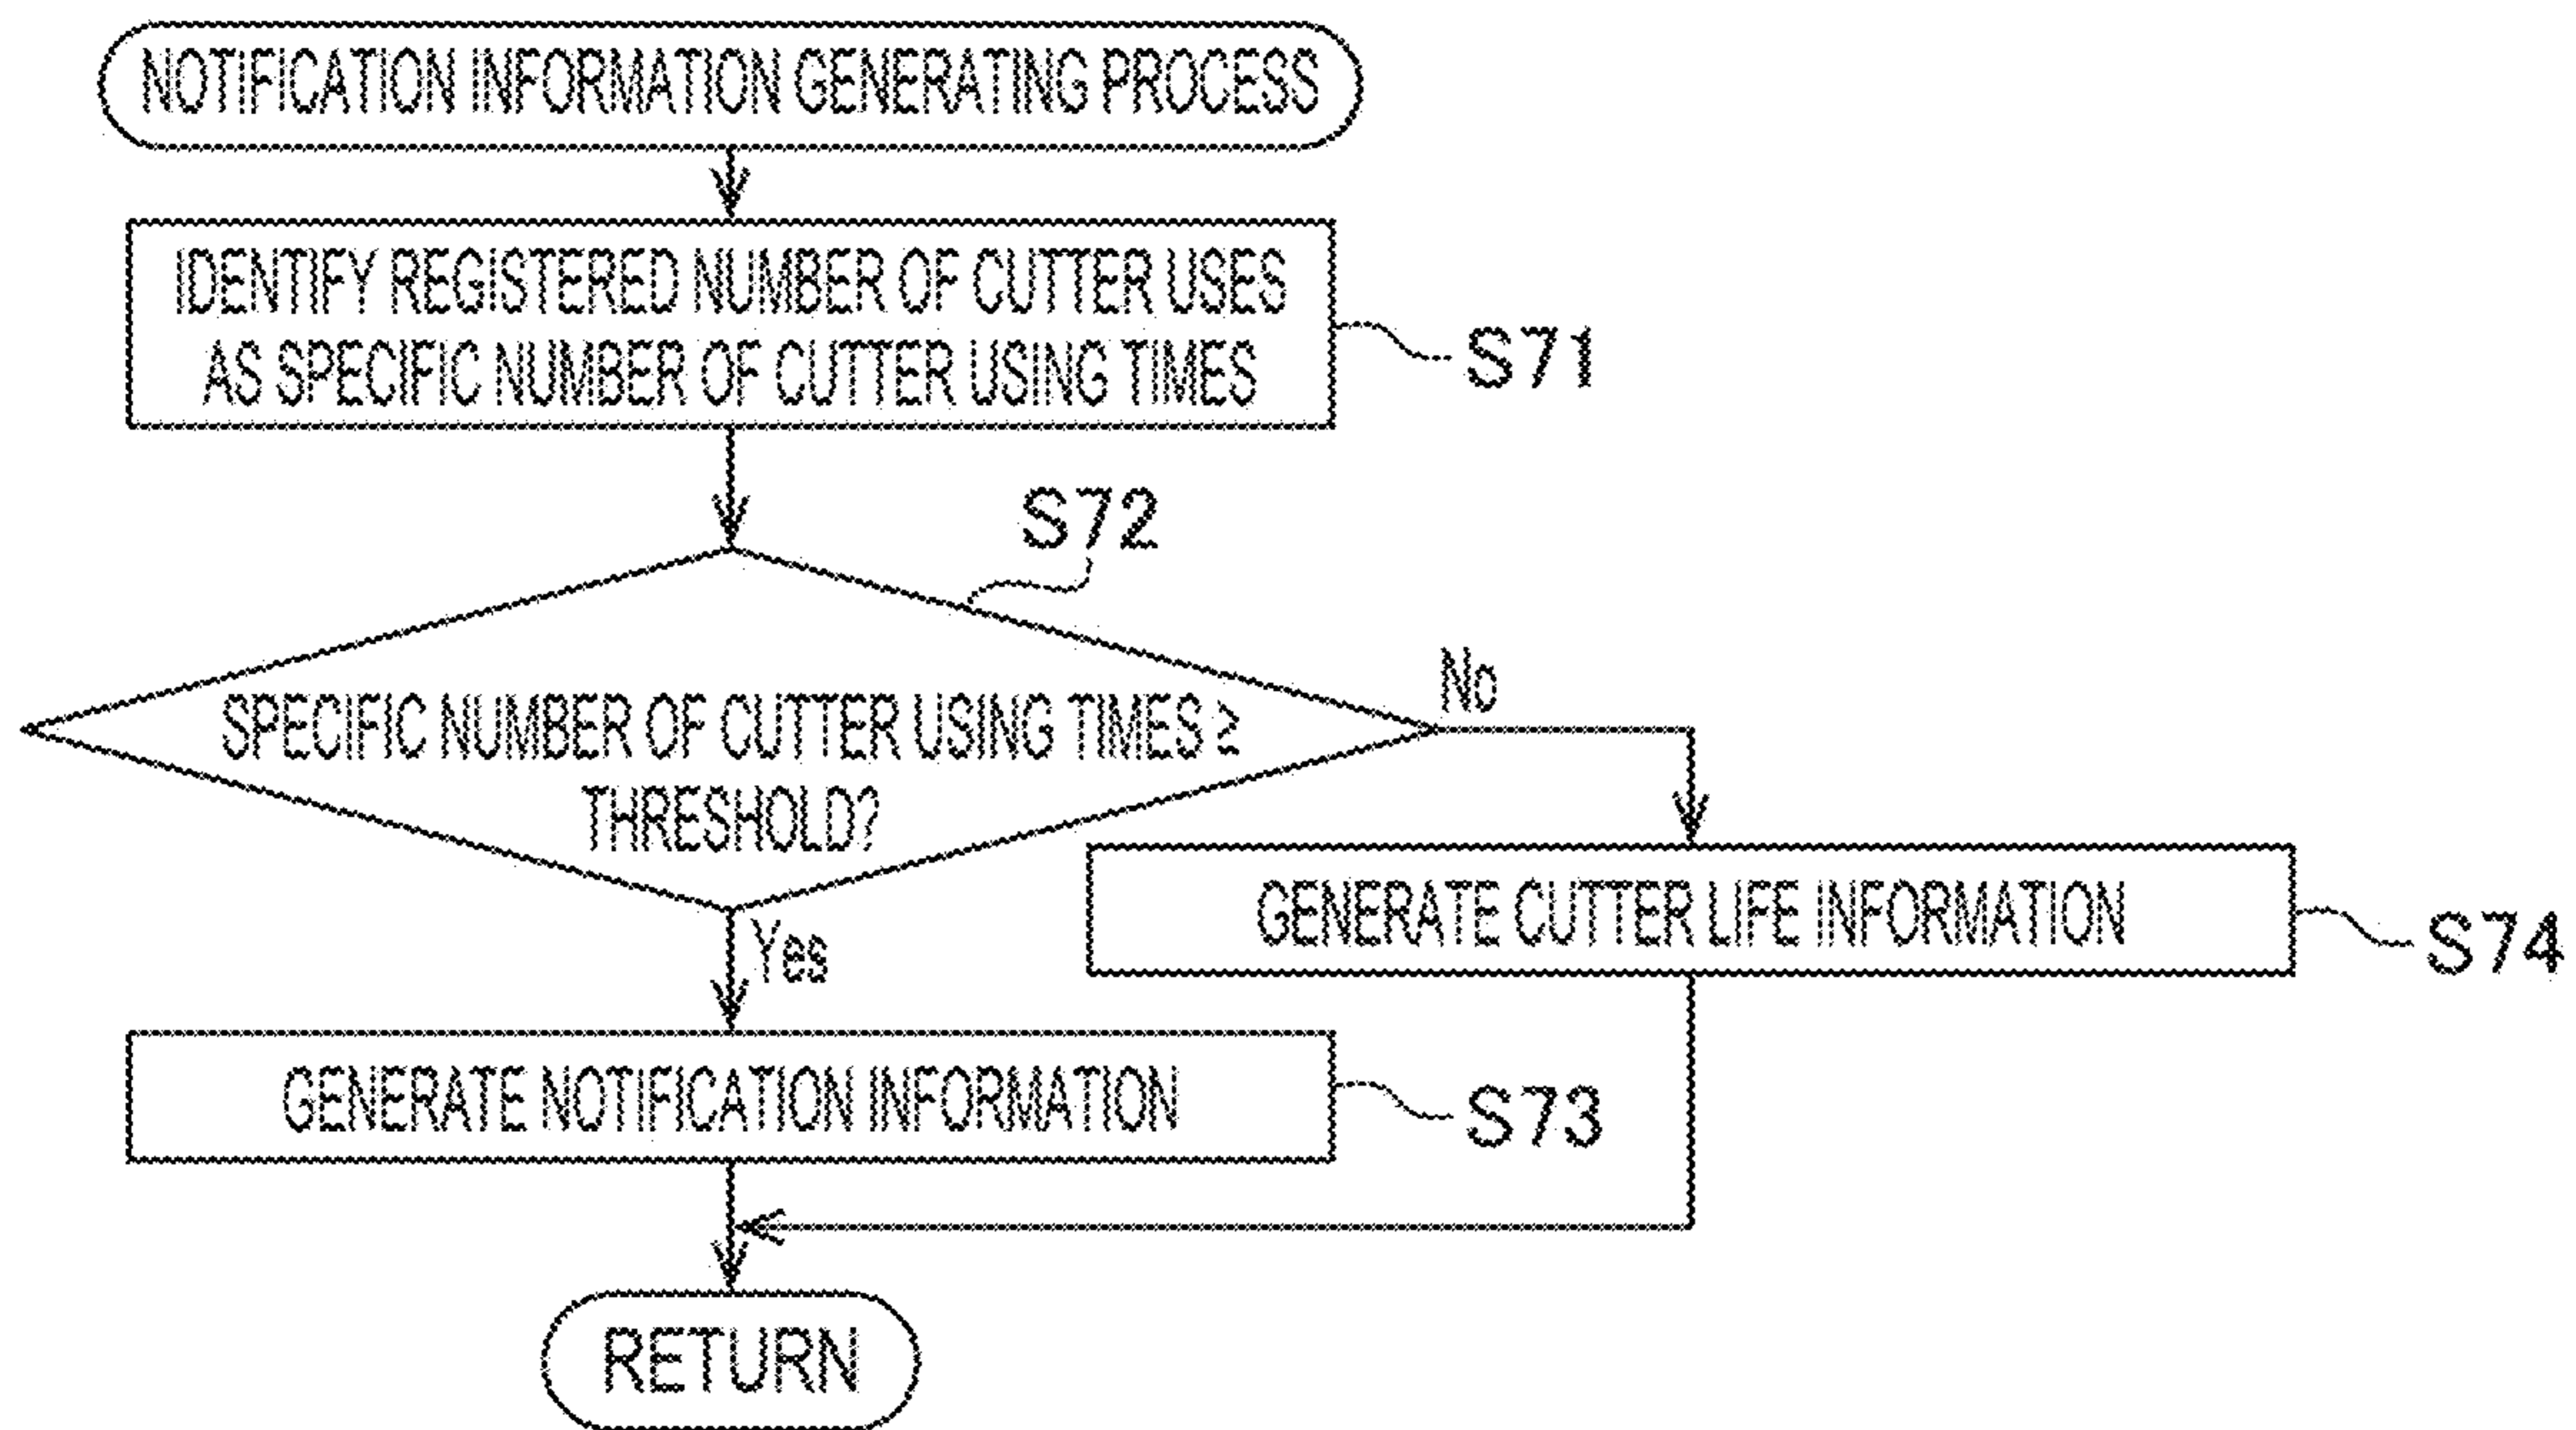 NOTIFICATION INFORMATION GENERATING PROCESS
IDENTIFY REGISTERED NUMBER OF CUTTER USES
AS SPECIFIC NUMBER OF CUTTER USING TIMES
S71
S72
SPECIFIC NUMBER OF CUTTER USING TIMES ≥
THRESHOLD?
No
Yes
GENERATE CUTTER LIFE INFORMATION
S74
GENERATE NOTIFICATION INFORMATION
S73
RETURN